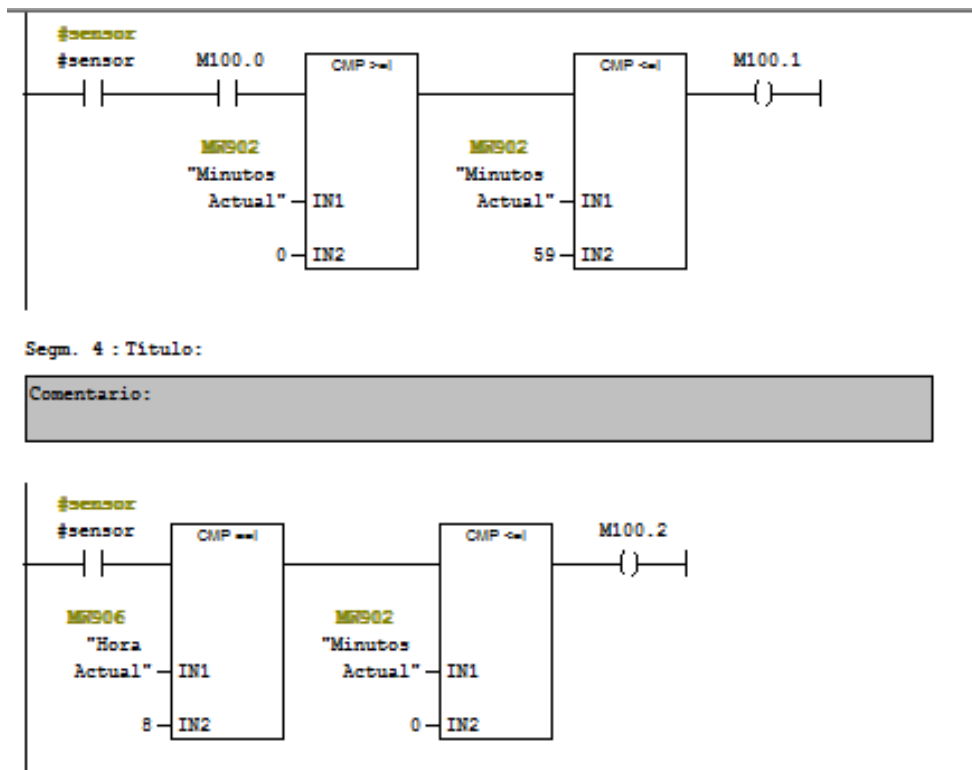 #sensor
#sensor M100.0 CMP >=I CMP <=I M100.1
MW902 MW902
"Minutos "Minutos
Actual" IN1 Actual" IN1
0 IN2 59 IN2
Segm. 4 : Título:
Comentario:
#sensor
#sensor CMP ==I CMP <=I M100.2
MW906 MW902
"Hora "Minutos
Actual" IN1 Actual" IN1
8 IN2 0 IN2